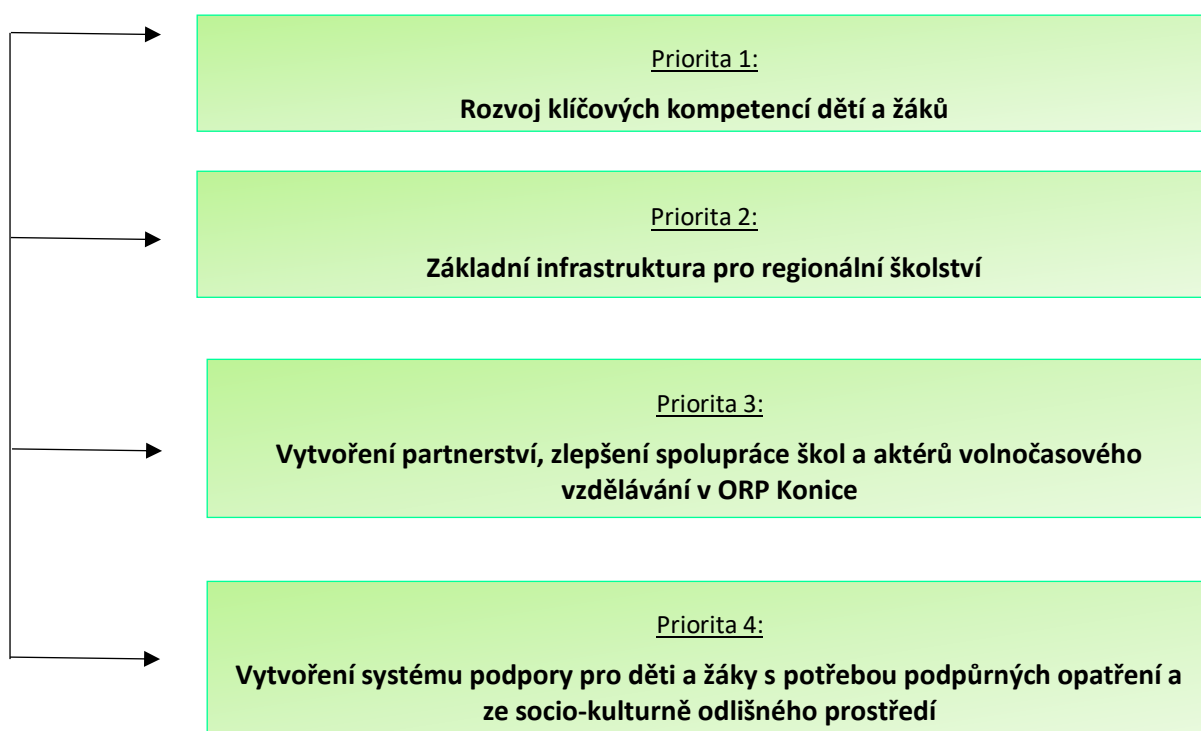 Priorita 1:
Rozvoj klíčových kompetencí dětí a žáků
Priorita 2:
Základní infrastruktura pro regionální školství
Priorita 3:
Vytvoření partnerství, zlepšení spolupráce škol a aktérů volnočasového
vzdělávání v ORP Konice
Priorita 4:
Vytvoření systému podpory pro děti a žáky s potřebou podpůrných opatření a
ze socio-kulturně odlišného prostředí